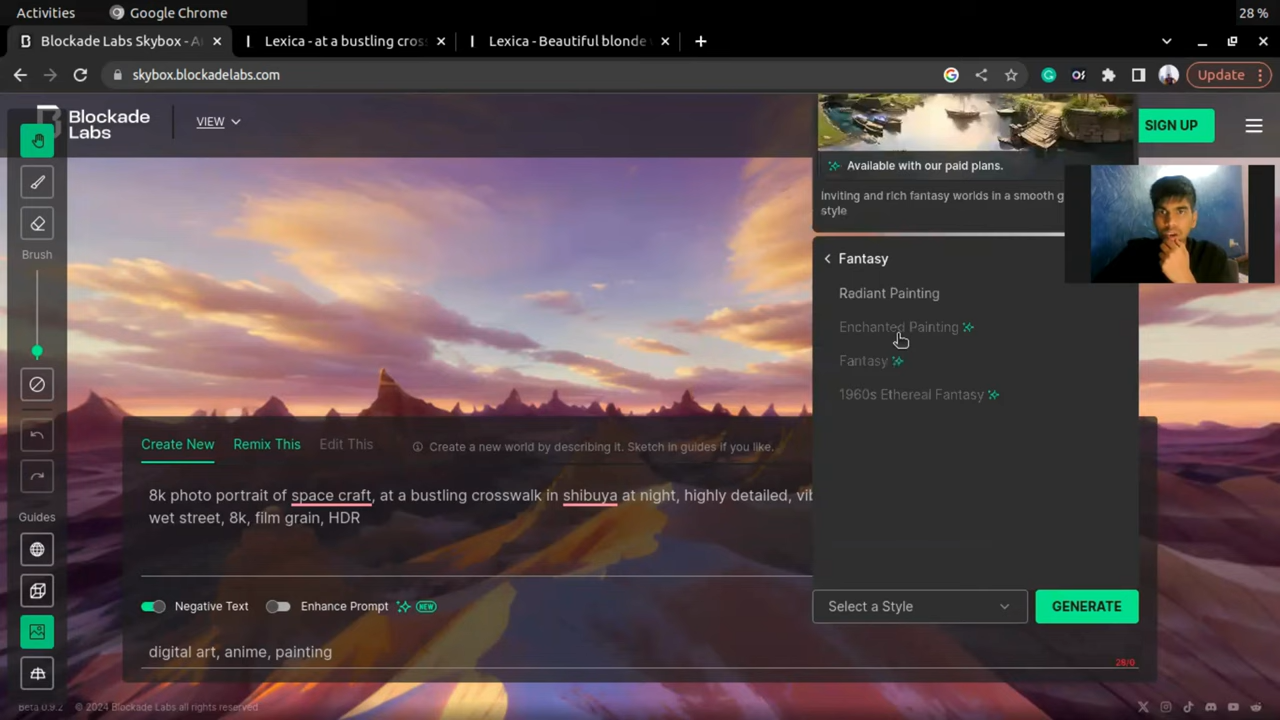 Activities
Google Chrome
28 %
Blockade Labs Skybox - A
Lexica - at a bustling cros
Lexica - Beautiful blonde
skybox.blockadelabs.com
Update
Blockade
Labs
VIEW
SIGN UP
Available with our paid plans.
Inviting and rich fantasy worlds in a smooth g
style
Brush
Fantasy
Radiant Painting
Enchanted Painting
Fantasy
1960s Ethereal Fantasy
Create New
Remix This
Edit This
Create a new world by describing it. Sketch in guides if you like.
8k photo portrait of space craft, at a bustling crosswalk in shibuya at night, highly detailed, vib
wet street, 8k, film grain, HDR
Guides
Negative Text
Enhance Prompt
NEW
Select a Style
GENERATE
digital art, anime, painting
Beta 0.9.2
© 2024 Blockade Labs all rights reserved